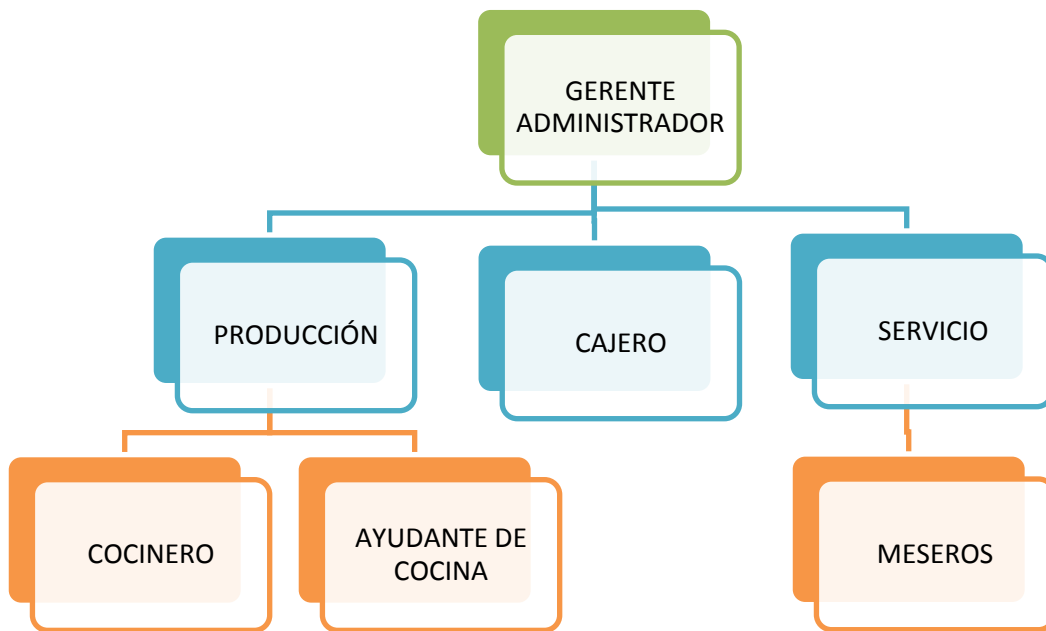 GERENTE
ADMINISTRADOR
PRODUCCIÓN
CAJERO
SERVICIO
COCINERO
AYUDANTE DE
COCINA
MESEROS